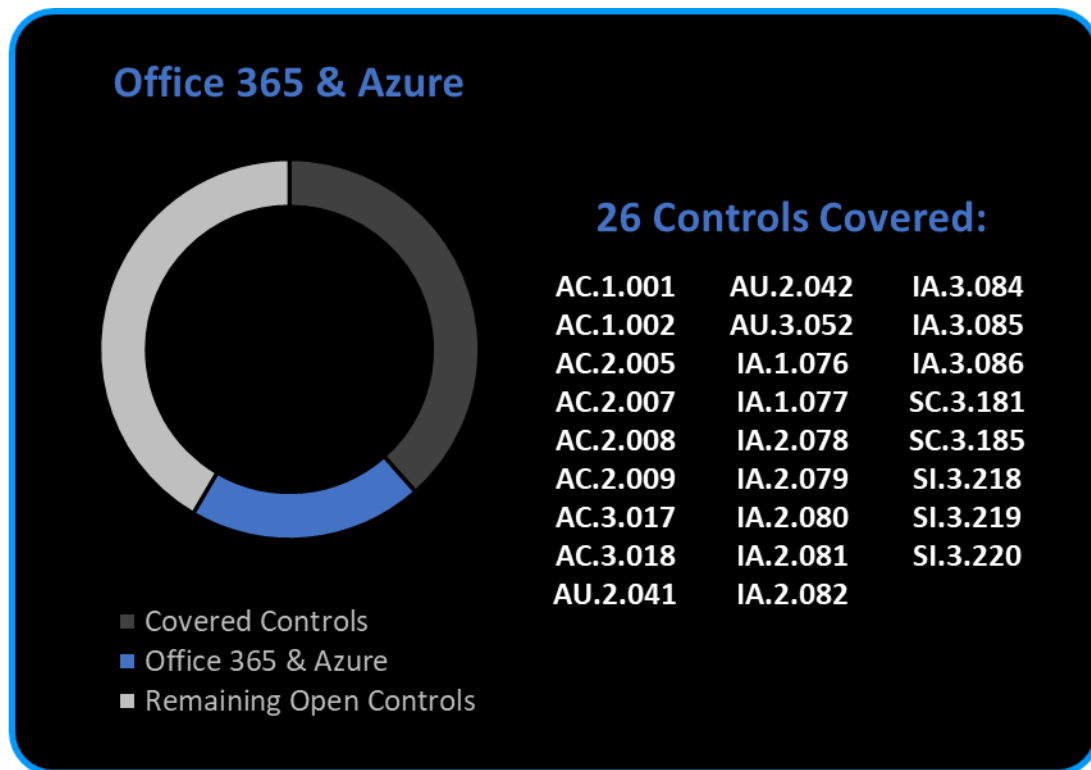 Office 365 & Azure
26 Controls Covered:
AC.1.001 AU.2.042 IA.3.084
AC.1.002 AU.3.052 IA.3.085
AC.2.005 IA.1.076 IA.3.086
AC.2.007 IA.1.077 SC.3.181
AC.2.008 IA.2.078 SC.3.185
AC.2.009 IA.2.079 SI.3.218
AC.3.017 IA.2.080 SI.3.219
AC.3.018 IA.2.081 SI.3.220
AU.2.041 IA.2.082
Covered Controls
Office 365 & Azure
Remaining Open Controls